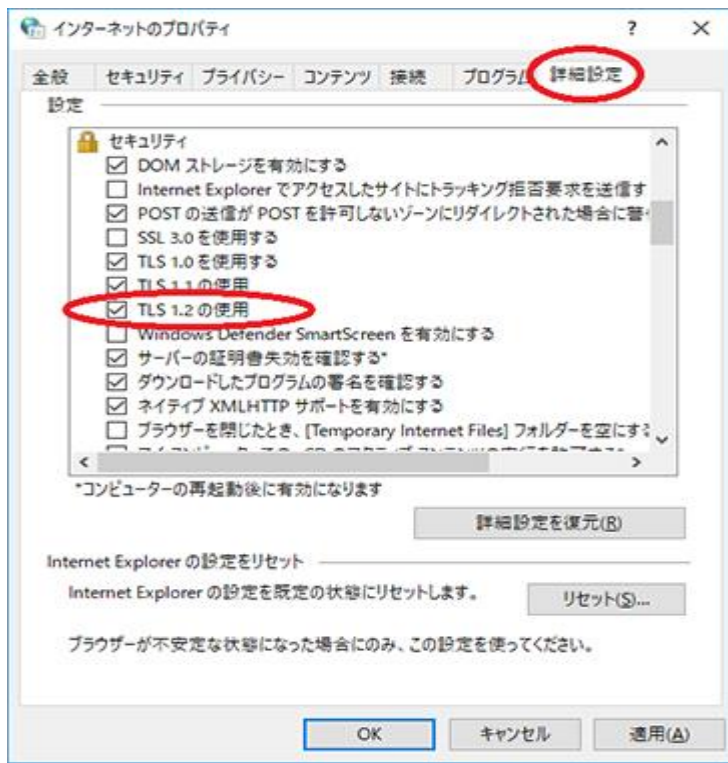 インターネットのプロパティ
?
全般 セキュリティ プライバシー コンテンツ 接続 プログラム 詳細設定
設定
セキュリティ
DOM ストレージを有効にする
Internet Explorer でアクセスしたサイトにトラッキング拒否要求を送信す
POST の送信が POST を許可しないゾーンにリダイレクトされた場合に警
SSL 3.0 を使用する
TLS 1.0 を使用する
TLS 1.1 の使用
TLS 1.2 の使用
Windows Defender SmartScreen を有効にする
サーバーの証明書失効を確認する*
ダウンロードしたプログラムの署名を確認する
ネイティブ XMLHTTP サポートを有効にする
ブラウザーを閉じたとき、[Temporary Internet Files] フォルダーを空にする
*コンピューターの再起動後に有効になります
詳細設定を復元(R)
Internet Explorer の設定をリセット
Internet Explorer の設定を既定の状態にリセットします。
リセット(S)...
ブラウザーが不安定な状態になった場合にのみ、この設定を使ってください。
OK キャンセル 適用(A)